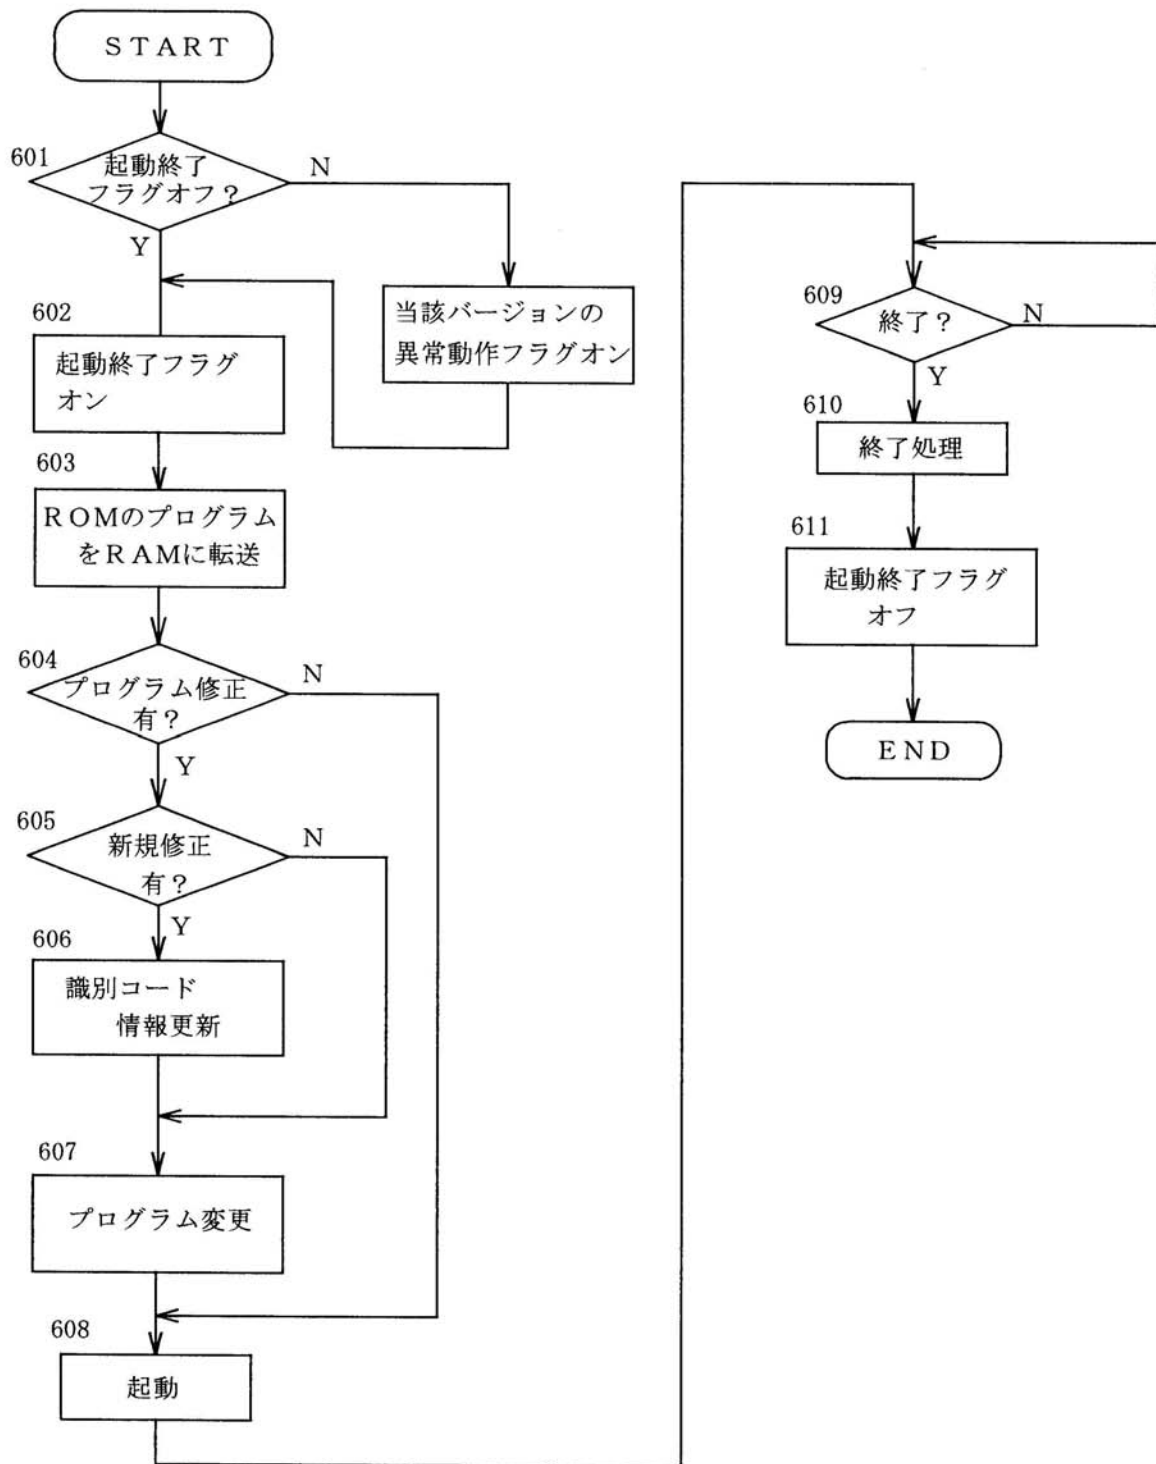 START
601
起動終了
フラグオフ？
N
Y
当該バージョンの
異常動作フラグオン
602
起動終了フラグ
オン
603
ROMのプログラム
をRAMに転送
604
プログラム修正
有？
N
Y
605
新規修正
有？
N
Y
606
識別コード
情報更新
607
プログラム変更
608
起動
609
終了？
N
Y
610
終了処理
611
起動終了フラグ
オフ
END